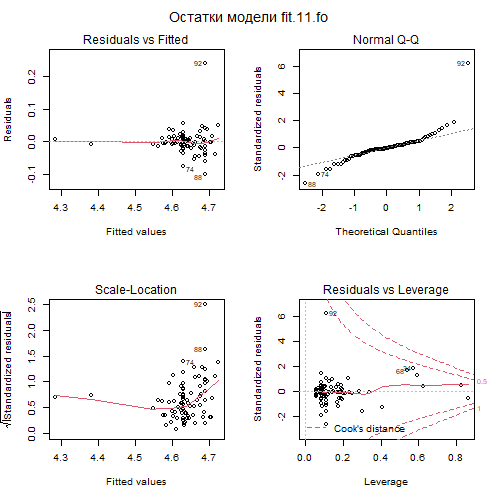 Остатки модели fit.11.fo
Residuals vs Fitted
Residuals
-0.1 0.0 0.1 0.2
92
74
88
4.3 4.4 4.5 4.6 4.7
Fitted values
Normal Q-Q
Standardized residuals
-2 0 2 4 6
92
74
88
-2 -1 0 1 2
Theoretical Quantiles
Scale-Location
√|Standardized residuals|
0.0 0.5 1.0 1.5 2.0 2.5
92
88
74
4.3 4.4 4.5 4.6 4.7
Fitted values
Residuals vs Leverage
Standardized residuals
-2 0 2 4 6
92
68
0.5
1
Cook's distance
0.0 0.2 0.4 0.6 0.8
Leverage